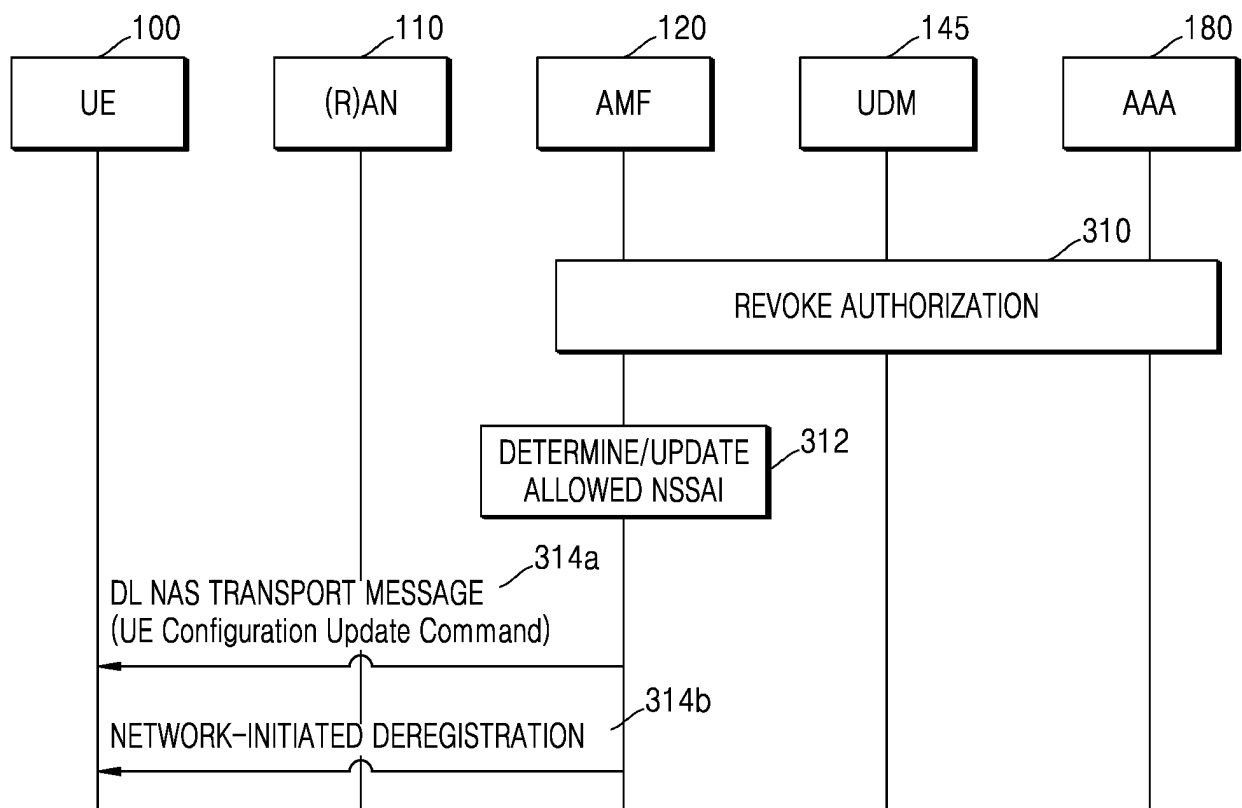 100
110
120
145
180
UE
(R)AN
AMF
UDM
AAA
310
REVOKE AUTHORIZATION
DETERMINE/UPDATE
ALLOWED NSSAI
312
314a
DL NAS TRANSPORT MESSAGE
(UE Configuration Update Command)
314b
NETWORK-INITIATED DEREGISTRATION